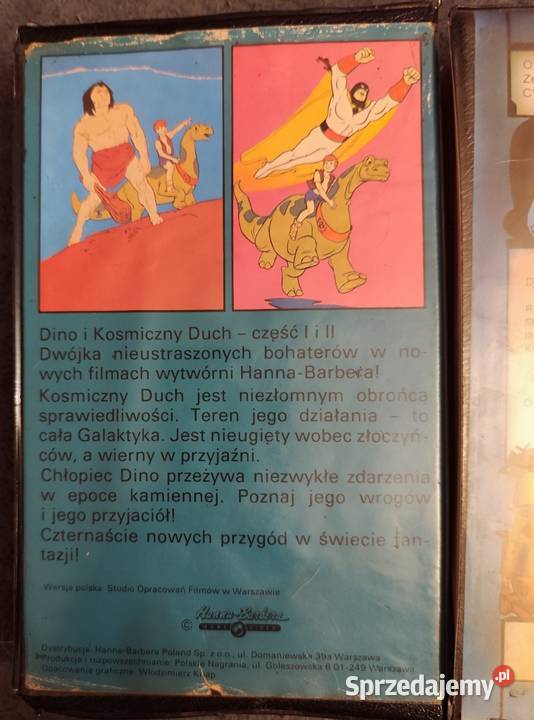 Dino i Kosmiczny Duch – część I i II
Dwójka nieustraszonych bohaterów w no-
wych filmach wytwórni Hanna-Barbera!
Kosmiczny Duch jest niezłomnym obrońcą
sprawiedliwości. Teren jego działania – to
cała Galaktyka. Jest nieugięty wobec złoczyń-
ców, a wierny w przyjaźni.
Chłopiec Dino przeżywa niezwykłe zdarzenia
w epoce kamiennej. Poznaj jego wrogów
i jego przyjaciół!
Czternaście nowych przygód w świecie fan-
tazji!
Wersja polska: Studio Opracowań Filmów w Warszawie
© Hanna-Barbera
HOME VIDEO
Dystrybucja: Hanna-Barbera Poland Sp. z o.o., ul. Domaniewska 39a Warszawa
Produkcja i rozpowszechnianie: Polskie Nagrania, ul. Goleszowska 6 01-249 Warszawa
Opracowanie graficzne: Włodzimierz Knap
Sprzedajemy.pl